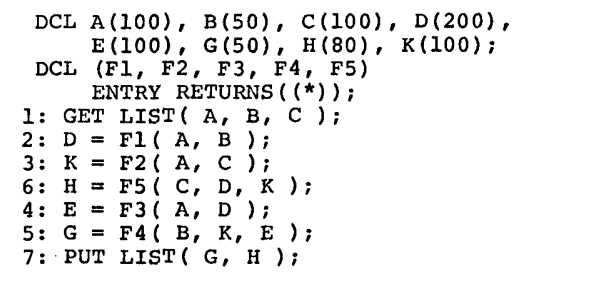 DCL A(100), B(50), C(100), D(200),
E(100), G(50), H(80), K(100);
DCL (F1, F2, F3, F4, F5)
ENTRY RETURNS((*));
1: GET LIST( A, B, C );
2: D = F1( A, B );
3: K = F2( A, C );
6: H = F5( C, D, K );
4: E = F3( A, D );
5: G = F4( B, K, E );
7: PUT LIST( G, H );